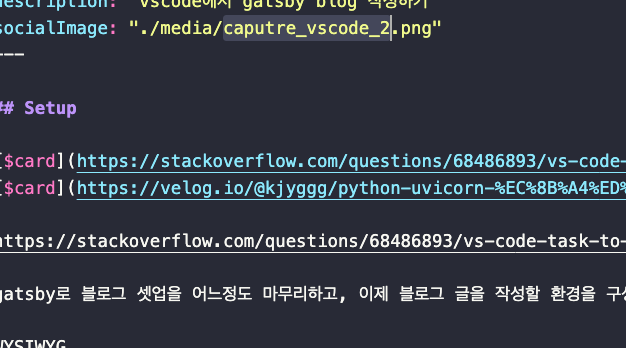 description: "vscode에서 gatsby blog 작성하기
socialImage: "./media/caputre_vscode_2.png"
---
## Setup
[$card](https://stackoverflow.com/questions/68486893/vs-code-
[$card](https://velog.io/@kjyggg/python-uvicorn-%EC%8B%A4%ED%
https://stackoverflow.com/questions/68486893/vs-code-task-to-
gatsby로 블로그 셋업을 어느정도 마무리하고, 이제 블로그 글을 작성할 환경을 구성
WYSIWYG